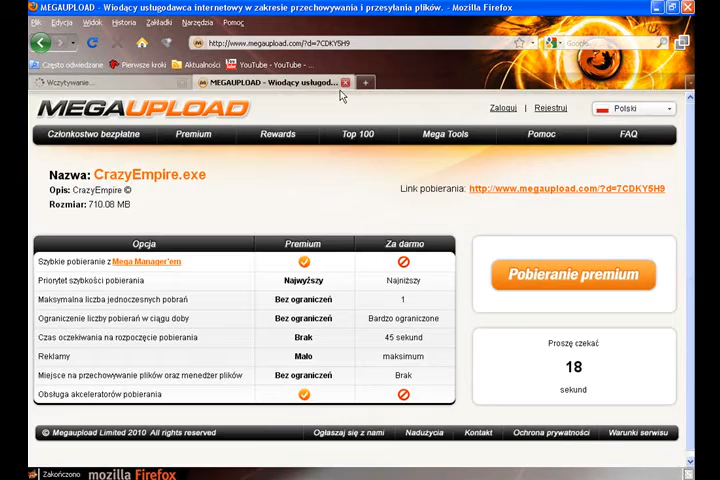 MEGAUPLOAD - Wiodący usługodawca internetowy w zakresie przechowywania i przesyłania plików. - Mozilla Firefox
Plik Edycja Widok Historia Zakładki Narzędzia Pomoc
http://www.megaupload.com/?d=7CDKY5H9
Google
Często odwiedzane Pierwsze kroki Aktualności YouTube - YouTube - ...
Wczytywanie... MEGAUPLOAD - Wiodący usługod...
MEGAUPLOAD
Zaloguj | Rejestruj Polski
Członkostwo bezpłatne Premium Rewards Top 100 Mega Tools Pomoc FAQ
Nazwa: CrazyEmpire.exe
Opis: CrazyEmpire ©
Rozmiar: 710.08 MB
Link pobierania: http://www.megaupload.com/?d=7CDKY5H9
Opcja Premium Za darmo
Szybkie pobieranie z Mega Manager'em
Priorytet szybkości pobierania Najwyższy Najniższy
Maksymalna liczba jednoczesnych pobrań Bez ograniczeń 1
Ograniczenie liczby pobierań w ciągu doby Bez ograniczeń Bardzo ograniczone
Czas oczekiwania na rozpoczęcie pobierania Brak 45 sekund
Reklamy Mało maksimum
Miejsce na przechowywanie plików oraz menedżer plików Bez ograniczeń Brak
Obsługa akceleratorów pobierania
Pobieranie premium
Proszę czekać
18
sekund
© Megaupload Limited 2010 All rights reserved Ogłaszaj się z nami Nadużycia Kontakt Ochrona prywatności Warunki serwisu
Zakończono mozilla Firefox